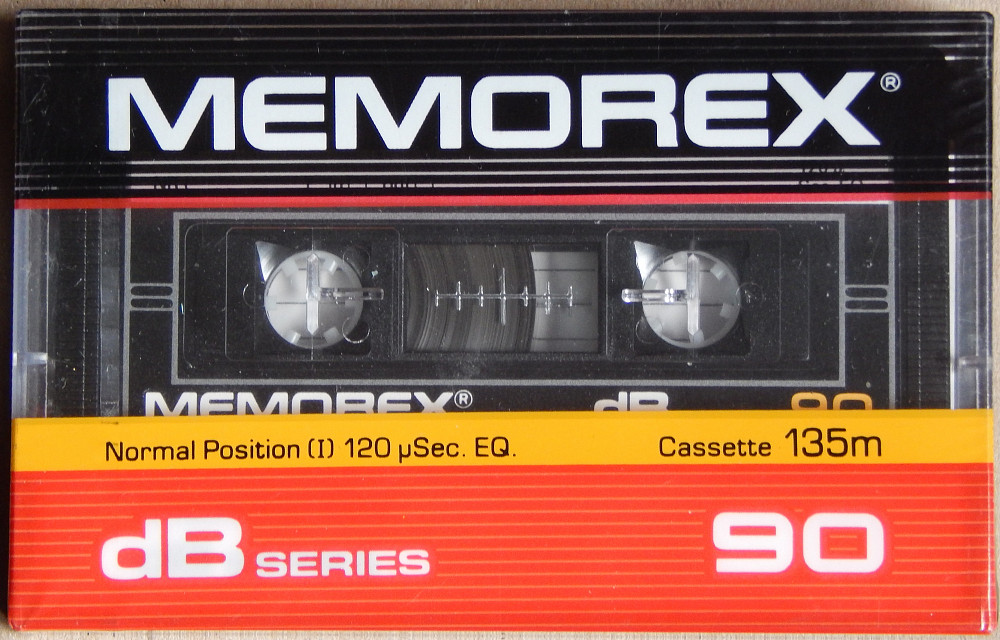 MEMOREX®
MEMOREX®  dB  90
Normal Position (I) 120 µSec. EQ.  Cassette 135m
dB SERIES  90